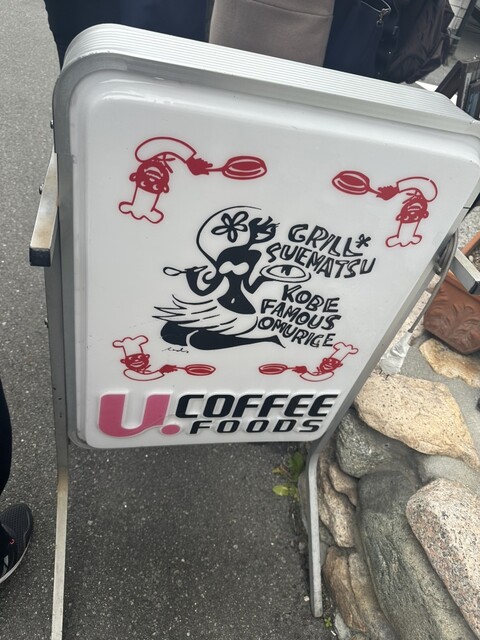 GRILL*
SUEMATSU
KOBE
FAMOUS
OMURICE
U. COFFEE
FOODS